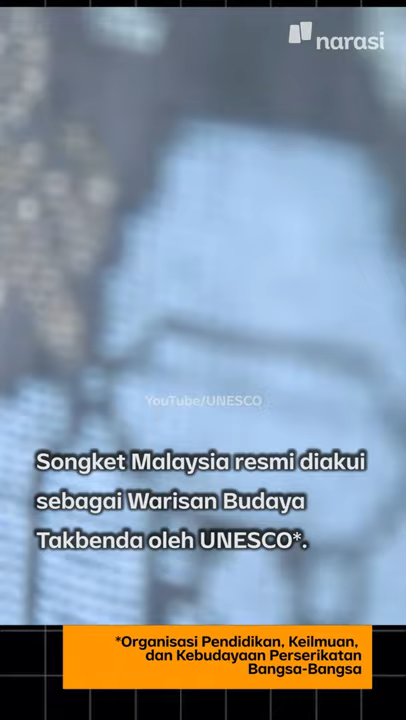 narasi
YouTube/UNESCO
Songket Malaysia resmi diakui
sebagai Warisan Budaya
Takbenda oleh UNESCO*.
*Organisasi Pendidikan, Keilmuan,
dan Kebudayaan Perserikatan
Bangsa-Bangsa